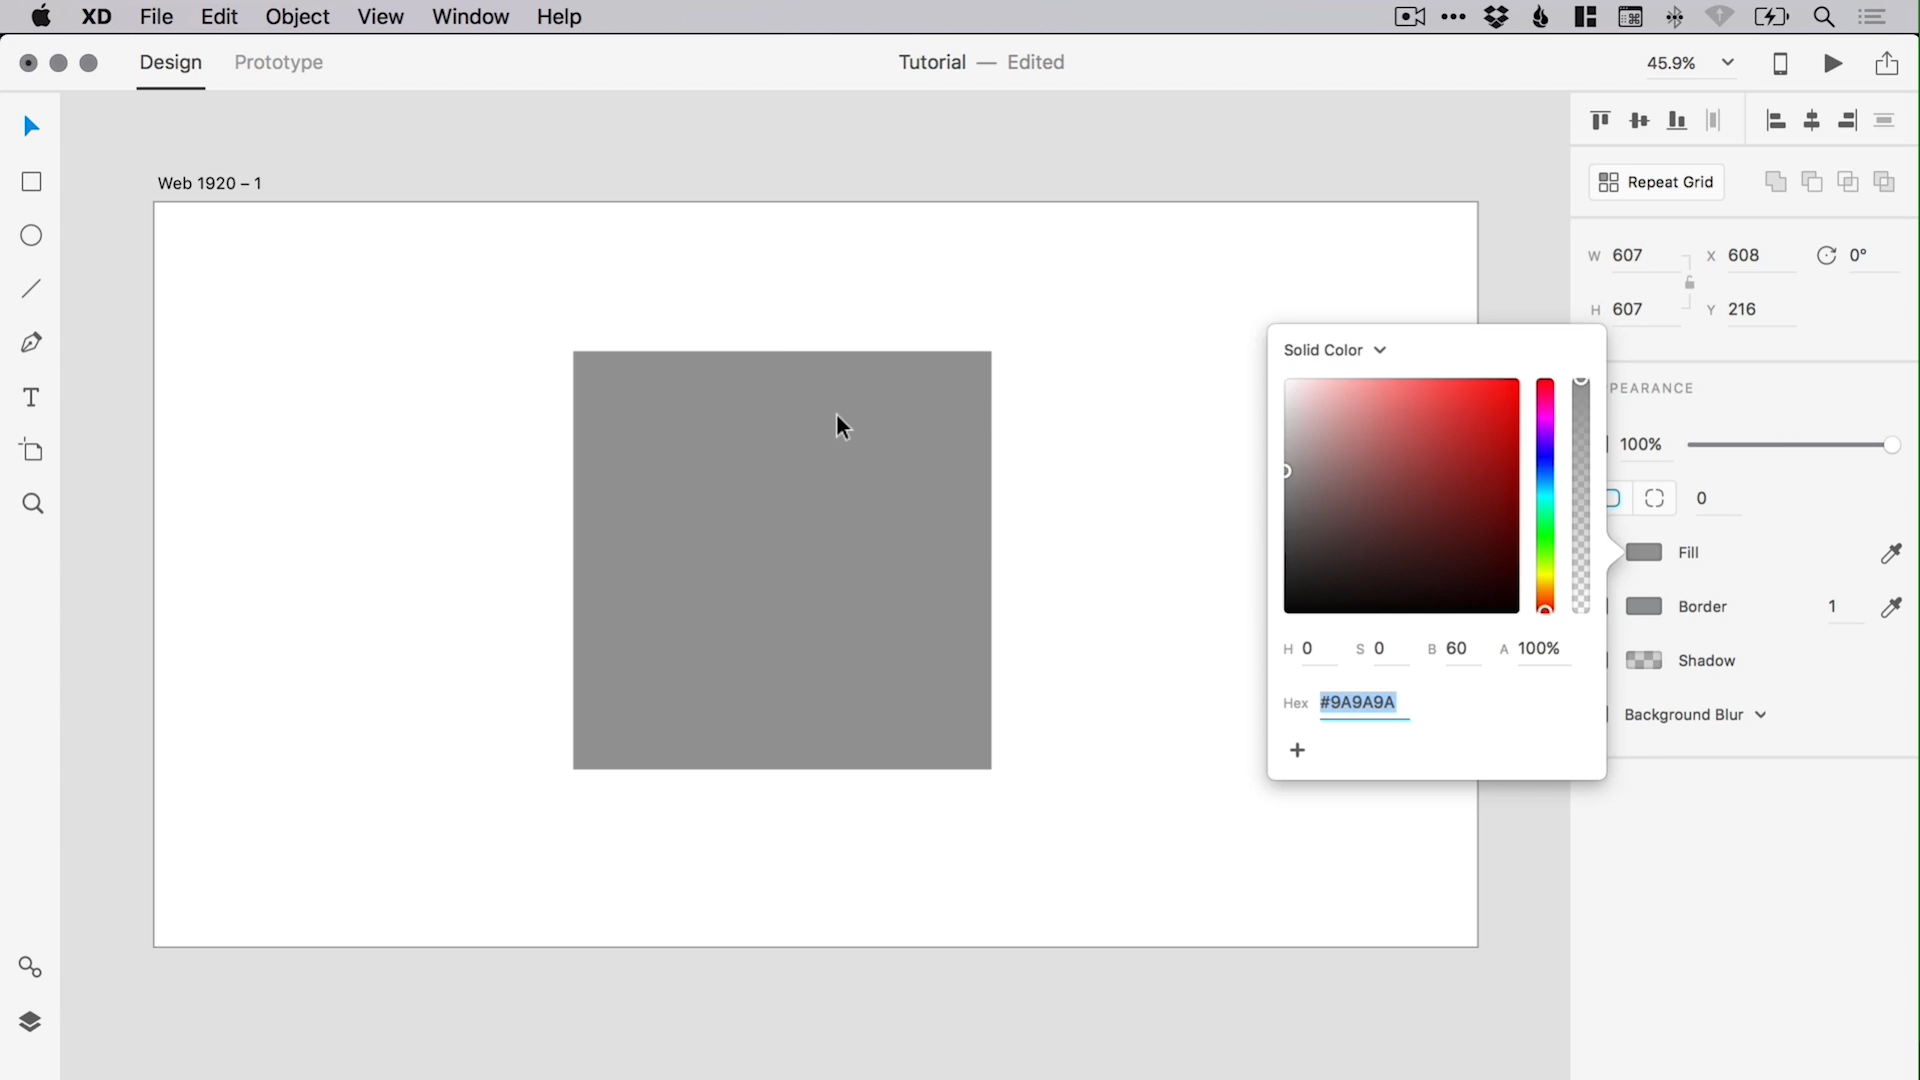 XD File Edit Object View Window Help
Design Prototype
Tutorial — Edited
45.9%
Web 1920 – 1
Repeat Grid
W 607 X 608 0°
H 607 Y 216
PEARANCE
100%
0
Fill
Border 1
Shadow
Background Blur
Solid Color
H 0 S 0 B 60 A 100%
Hex #9A9A9A
+